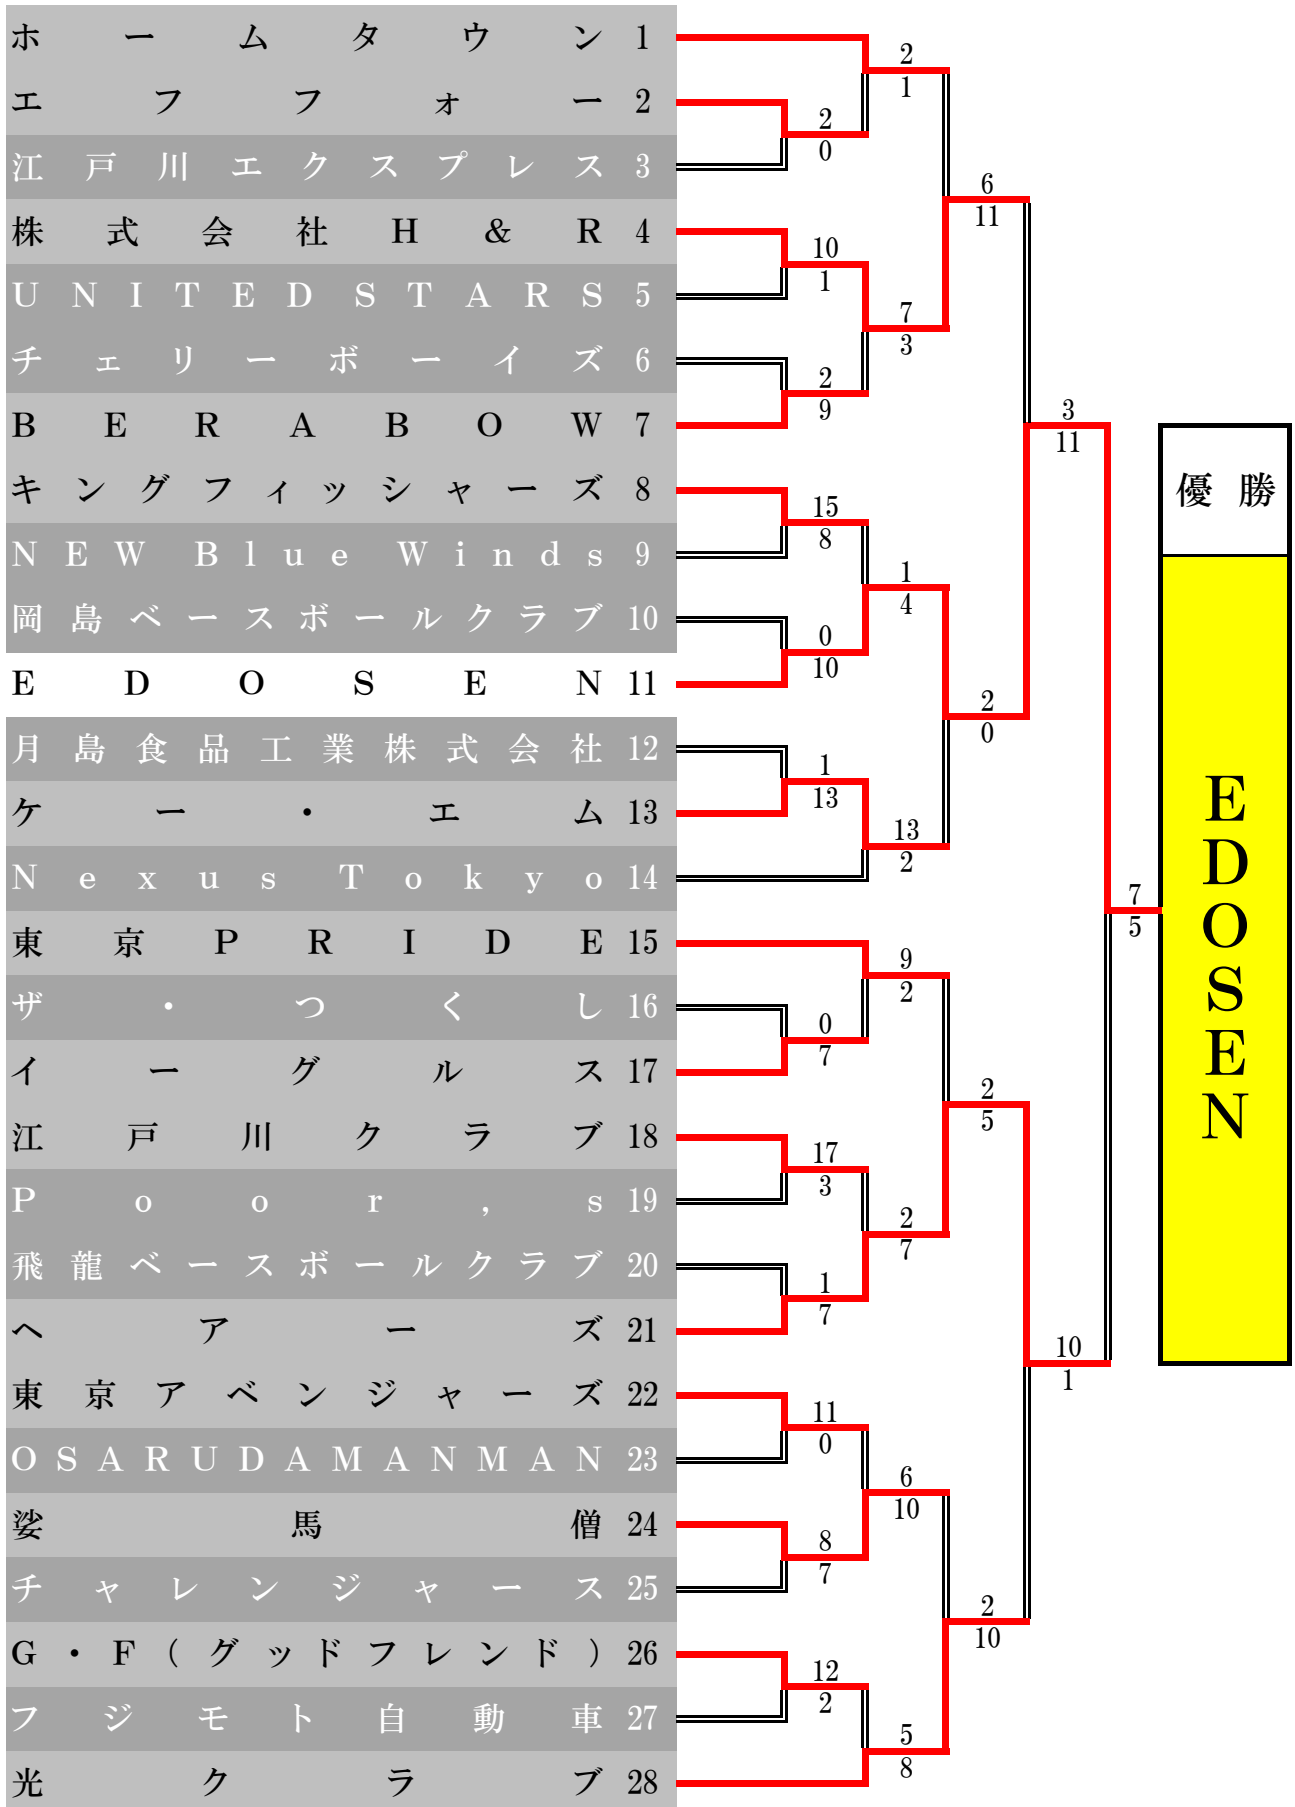 ホームタウン 1
エフフォー 2
江戸川エクスプレス 3
株式会社H&R 4
UNITED STARS 5
チェリーボーイズ 6
BERABOW 7
キングフィッシャーズ 8
NEW Blue Winds 9
岡島ベースボールクラブ 10
EDOSEN 11
月島食品工業株式会社 12
ケー・エム 13
Nexus Tokyo 14
東京PRIDE 15
ザ・つくし 16
イーグルス 17
江戸川クラブ 18
Poor,s 19
飛龍ベースボールクラブ 20
ヘアーズ 21
東京アベンジャーズ 22
OSARUDAMANMAN 23
娑馬僧 24
チャレンジャース 25
G・F(グッドフレンド) 26
フジモト自動車 27
光クラブ 28
2
0
10
1
2
9
15
8
0
10
1
13
0
7
17
3
1
7
11
0
8
7
12
2
2
1
7
3
1
4
13
2
9
2
2
7
6
10
5
8
6
11
2
0
2
5
2
10
3
11
10
1
7
5
優勝
EDOSEN